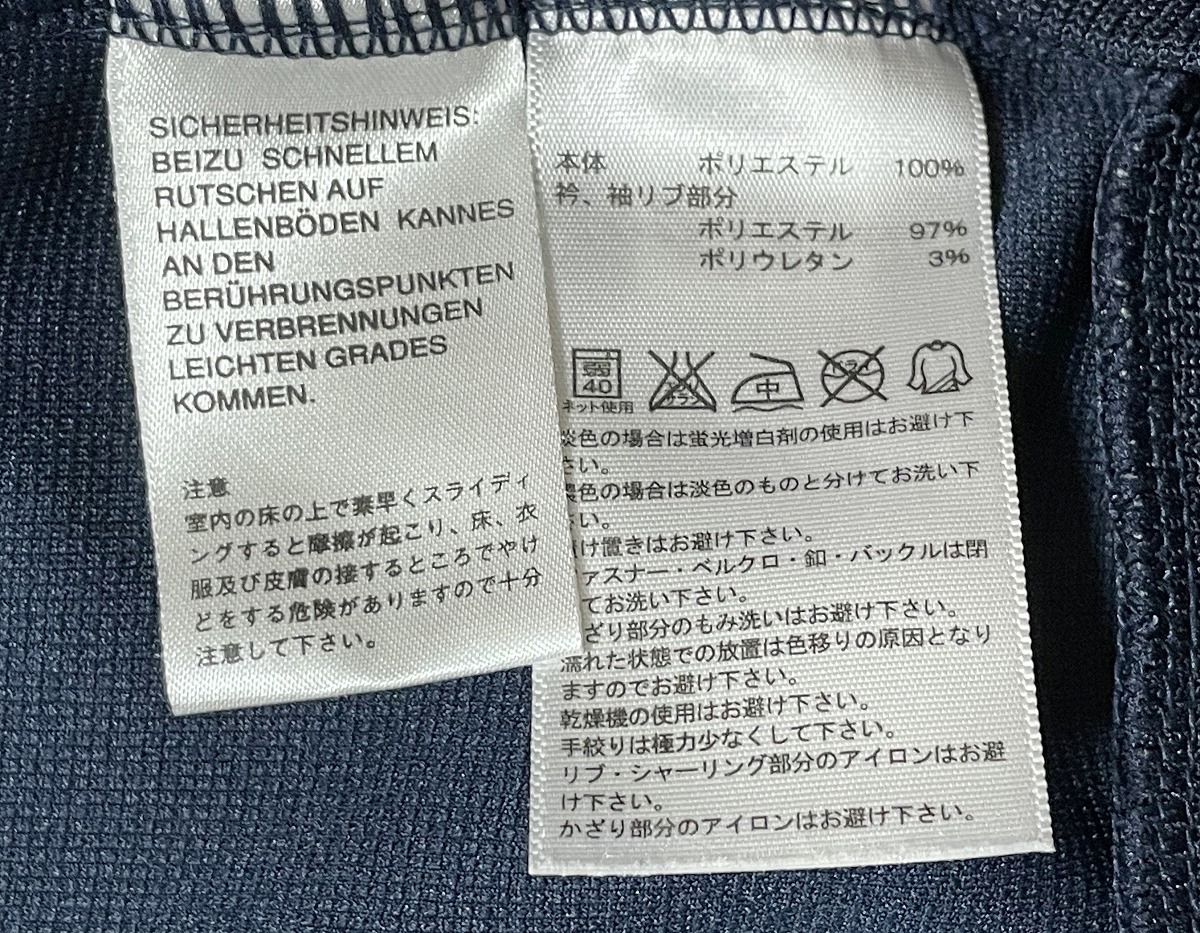 SICHERHEITSHINWEIS:
BEIZU SCHNELLEM
RUTSCHEN AUF
HALLENBÖDEN KANNES
AN DEN
BERÜHRUNGSPUNKTEN
ZU VERBRENNUNGEN
LEICHTEN GRADES
KOMMEN.
注意
室内の床の上で素早くスライディ
ングすると摩擦が起こり、床、衣
服及び皮膚の接するところでやけ
どをする危険がありますので十分
注意して下さい。
本体 ポリエステル 100%
衿、袖リブ部分
ポリエステル 97%
ポリウレタン 3%
弱
40
ネット使用
エンソ
サラシ
中
ドライ
淡色の場合は蛍光増白剤の使用はお避け下
さい。
濃色の場合は淡色のものと分けてお洗い下
さい。
け置きはお避け下さい。
ァスナー・ベルクロ・釦・バックルは閉
てお洗い下さい。
ざり部分のもみ洗いはお避け下さい。
濡れた状態での放置は色移りの原因となり
ますのでお避け下さい。
乾燥機の使用はお避け下さい。
手絞りは極力少なくして下さい。
リブ・シャーリング部分のアイロンはお避
け下さい。
かざり部分のアイロンはお避け下さい。